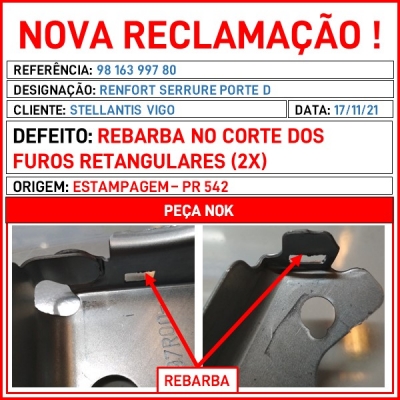 NOVA RECLAMAÇÃO !
REFERÊNCIA: 98 163 997 80
DESIGNAÇÃO: RENFORT SERRURE PORTE D
CLIENTE: STELLANTIS VIGO DATA: 17/11/21
DEFEITO: REBARBA NO CORTE DOS
FUROS RETANGULARES (2X)
ORIGEM: ESTAMPAGEM – PR 542
PEÇA NOK
REBARBA